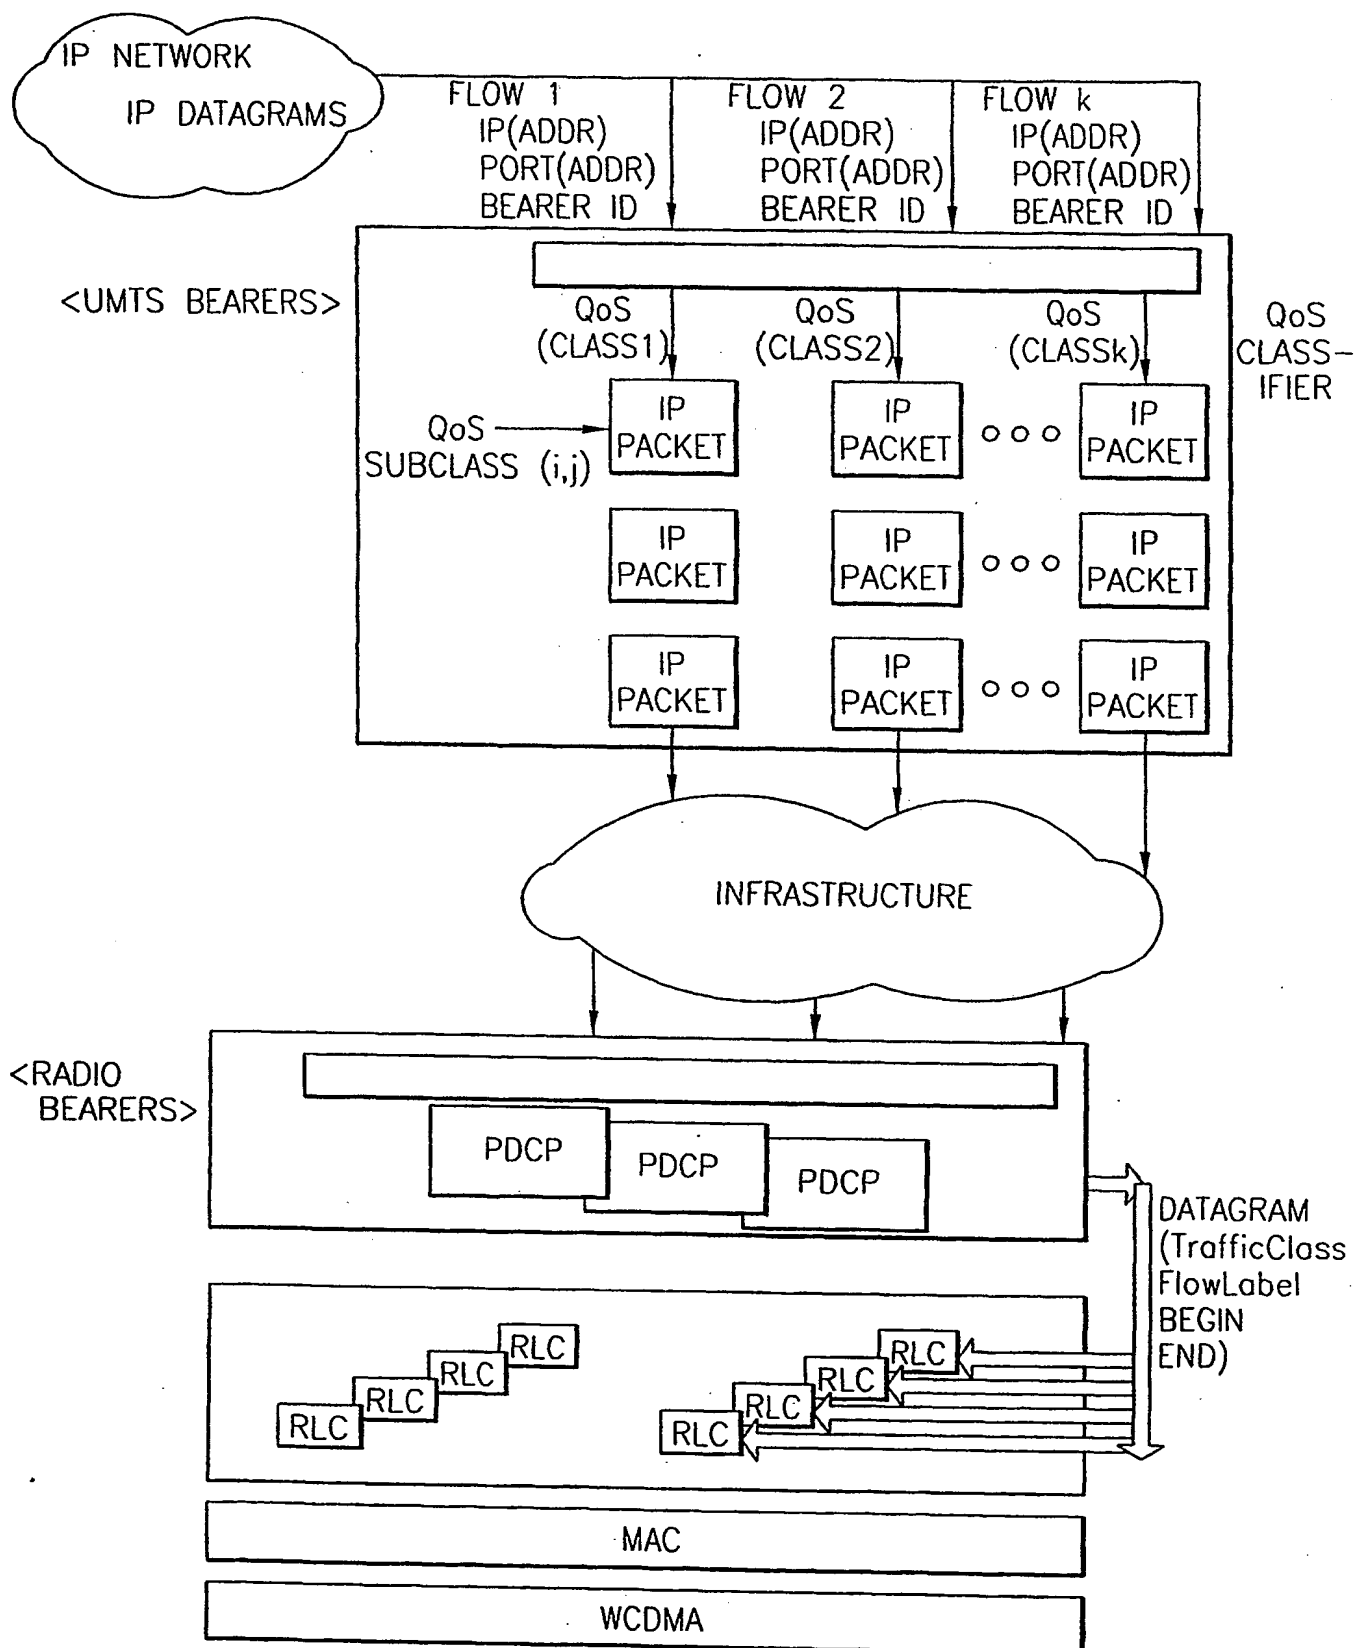 IP NETWORK
IP DATAGRAMS
FLOW 1
IP(ADDR)
PORT(ADDR)
BEARER ID
FLOW 2
IP(ADDR)
PORT(ADDR)
BEARER ID
FLOW k
IP(ADDR)
PORT(ADDR)
BEARER ID
<UMTS BEARERS>
QoS
(CLASS1)
QoS
(CLASS2)
QoS
(CLASSk)
QoS
CLASS-
IFIER
QoS
SUBCLASS (i,j)
IP
PACKET
IP
PACKET
IP
PACKET
IP
PACKET
IP
PACKET
IP
PACKET
IP
PACKET
IP
PACKET
IP
PACKET
INFRASTRUCTURE
<RADIO
BEARERS>
PDCP
PDCP
PDCP
DATAGRAM
(TrafficClass
FlowLabel
BEGIN
END)
RLC
RLC
RLC
RLC
RLC
RLC
RLC
RLC
MAC
WCDMA